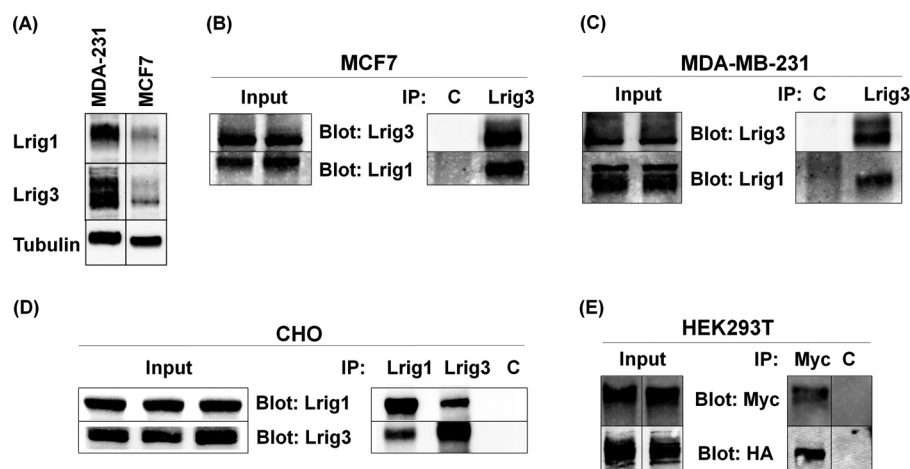 (A)
MDA-231
MCF7
Lrig1
Lrig3
Tubulin
(B)
MCF7
Input
IP: C Lrig3
Blot: Lrig3
Blot: Lrig1
(C)
MDA-MB-231
Input
IP: C Lrig3
Blot: Lrig3
Blot: Lrig1
(D)
CHO
Input
IP: Lrig1 Lrig3 C
Blot: Lrig1
Blot: Lrig3
(E)
HEK293T
Input
IP: Myc C
Blot: Myc
Blot: HA